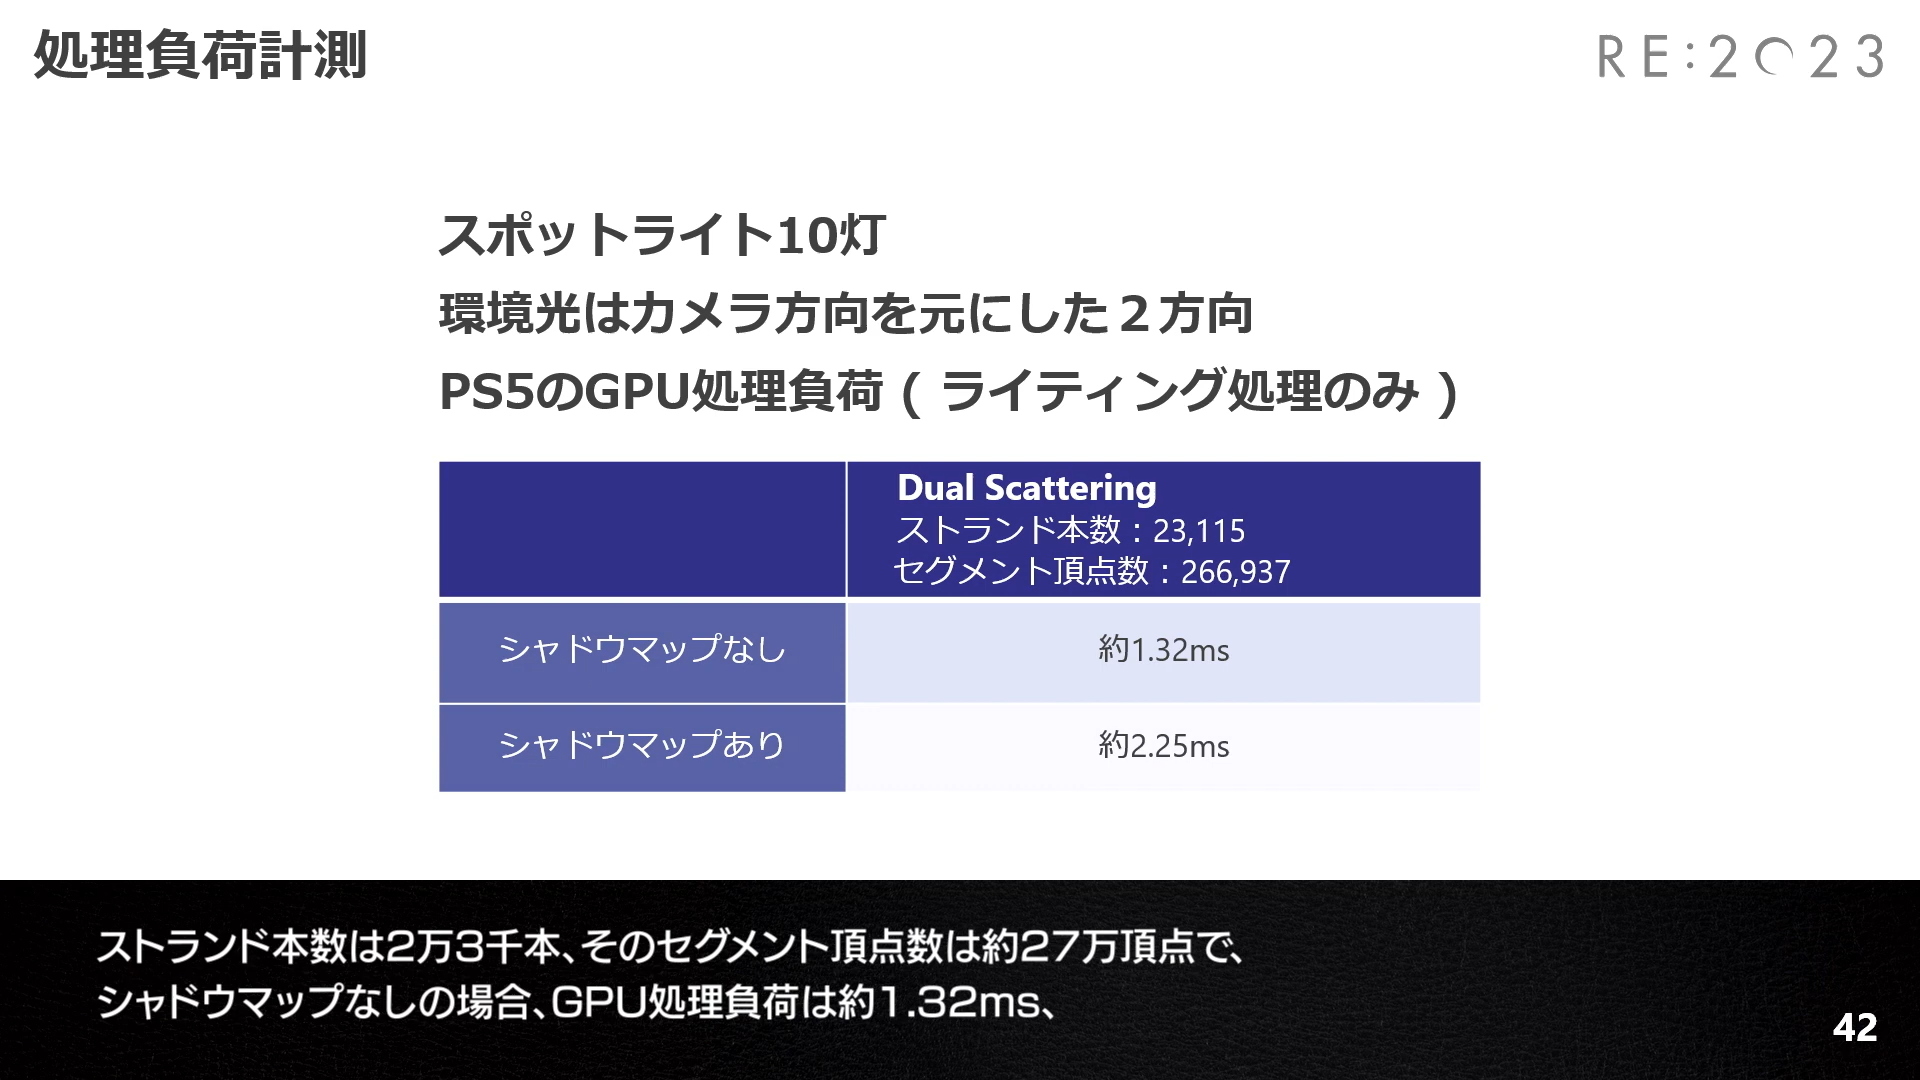 処理負荷計測
RE:2023
スポットライト10灯
環境光はカメラ方向を元にした２方向
PS5のGPU処理負荷 ( ライティング処理のみ )
Dual Scattering
ストランド本数：23,115
セグメント頂点数：266,937
シャドウマップなし
約1.32ms
シャドウマップあり
約2.25ms
ストランド本数は2万3千本、そのセグメント頂点数は約27万頂点で、
シャドウマップなしの場合、GPU処理負荷は約1.32ms、
42